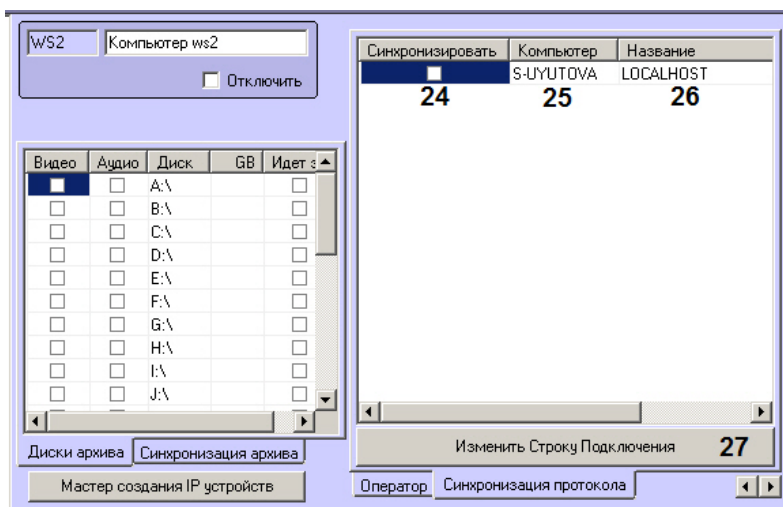 WS2 Компьютер ws2
Отключить
Видео Аудио Диск GB Идет з
A:\
B:\
C:\
D:\
E:\
F:\
G:\
H:\
I:\
J:\
Диски архива Синхронизация архива
Мастер создания IP устройств
Синхронизировать Компьютер Название
S-UYUTOVA LOCALHOST
24 25 26
Изменить Строку Подключения 27
Оператор Синхронизация протокола